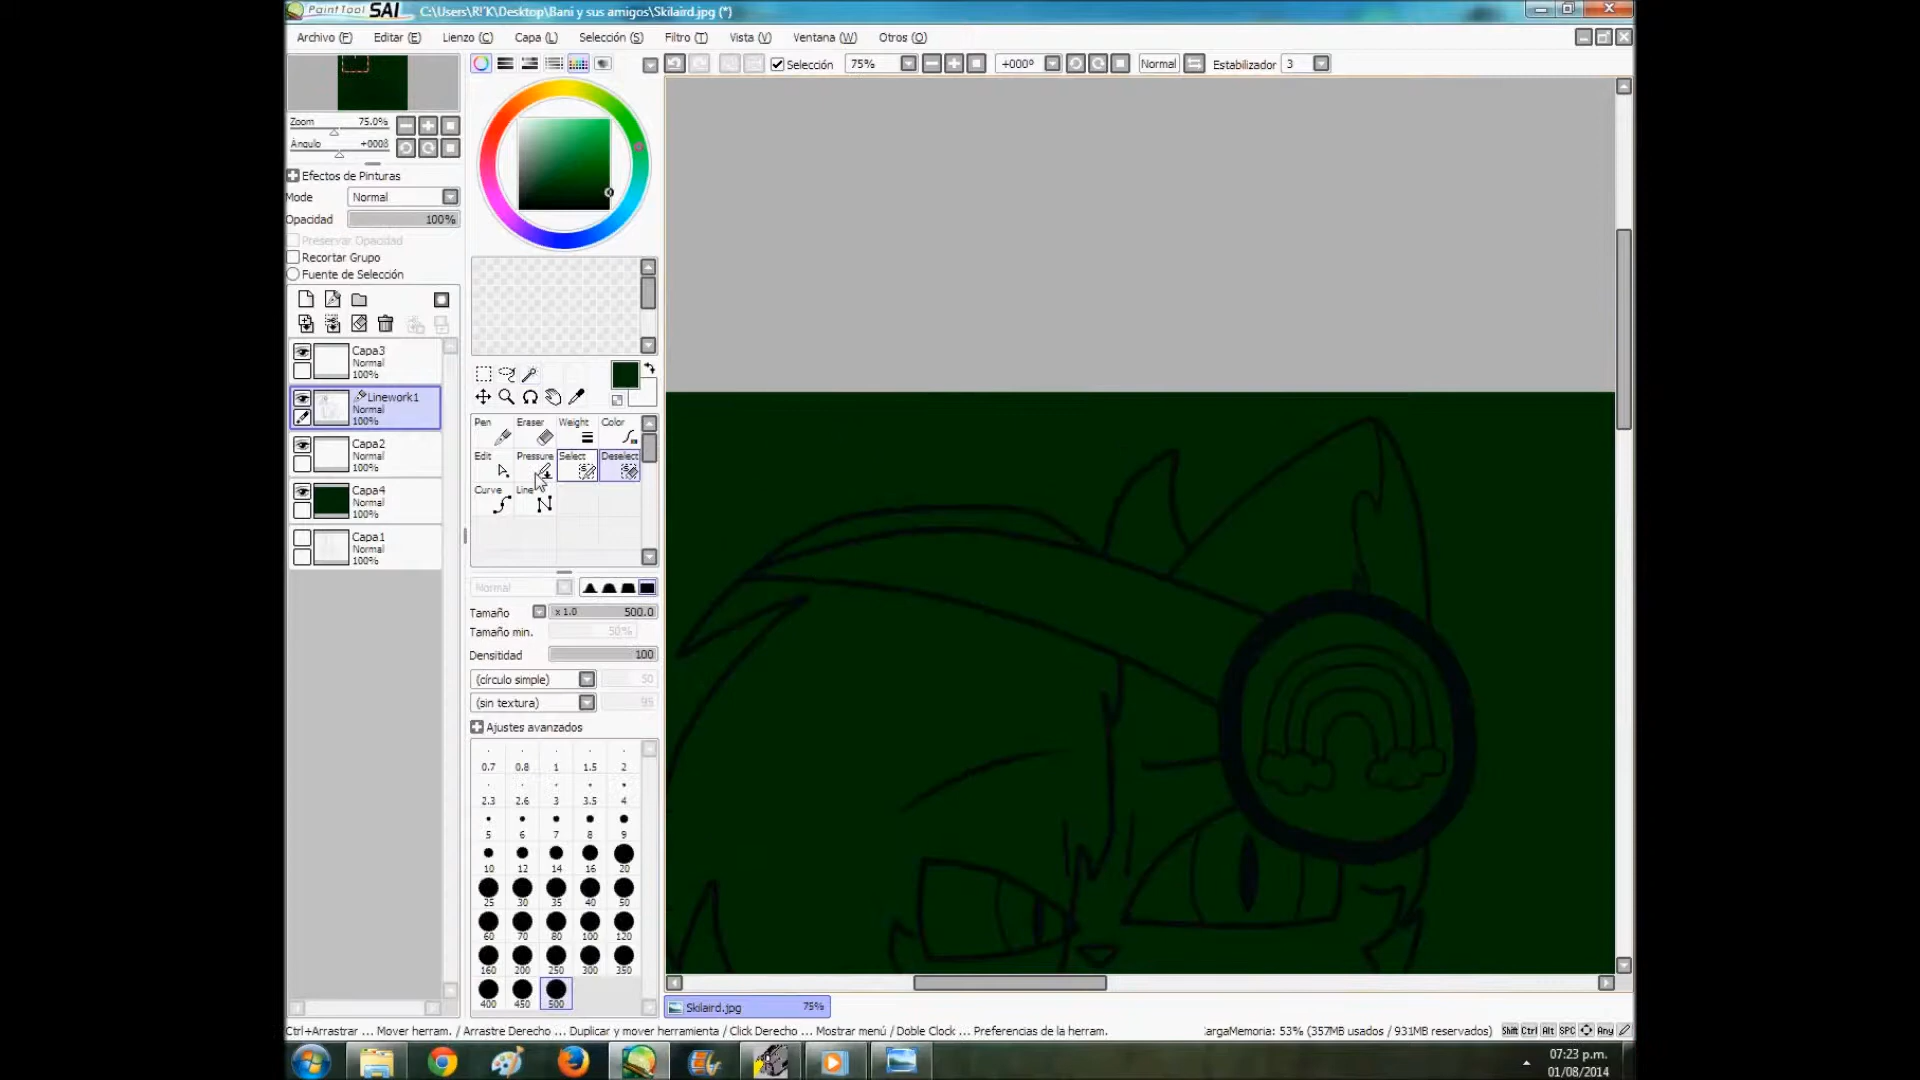 PaintTool SAI C:\Users\R!¨K\Desktop\Bani y sus amigos\Skilaird.jpg (*)
Archivo (F) Editar (E) Lienzo (C) Capa (L) Selección (S) Filtro (T) Vista (V) Ventana (W) Otros (O)
Selección 75% +000º Normal Estabilizador 3
Zoom 75.0%
Ángulo
Efectos de Pinturas
Mode Normal
Opacidad 100%
Preservar Opacidad
Recortar Grupo
Fuente de Selección
Capa3
Normal
100%
Linework1
Normal
100%
Capa2
Normal
100%
Capa4
Normal
100%
Capa1
Normal
100%
Pen Eraser Weight Color
Edit Pressure Select Deselect
Curve Line
Normal
Tamaño x 1.0 500.0
Tamaño min. 50%
Densitidad 100
(círculo simple) 50
(sin textura) 95
Ajustes avanzados
0.7 0.8 1 1.5 2
2.3 2.6 3 3.5 4
5 6 7 8 9
10 12 14 16 20
25 30 35 40 50
60 70 80 100 120
160 200 250 300 350
400 450 500
Skilaird.jpg 75%
Ctrl+Arrastrar ... Mover herram. / Arrastre Derecho ... Duplicar y mover herramienta / Click Derecho ... Mostrar menú / Doble Clock ... Preferencias de la herram.
argaMemoria: 53% (357MB usados / 931MB reservados) Shift Ctrl Alt SPC Any
07:23 p.m.
01/08/2014